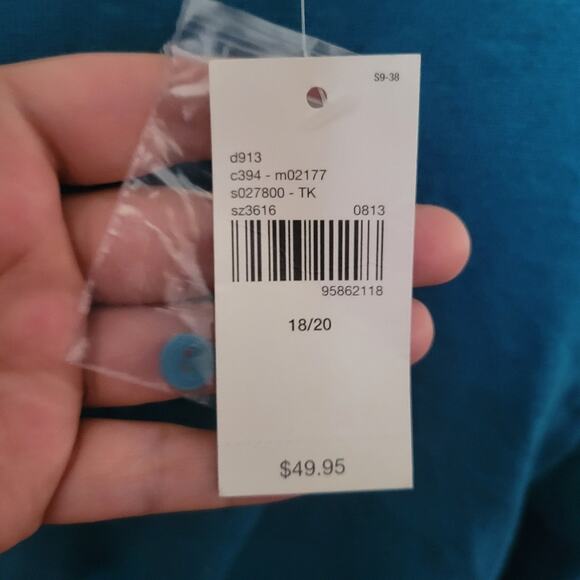 S9-38
d913
c394 - m02177
s027800 - TK
sz3616 0813
95862118
18/20
$49.95